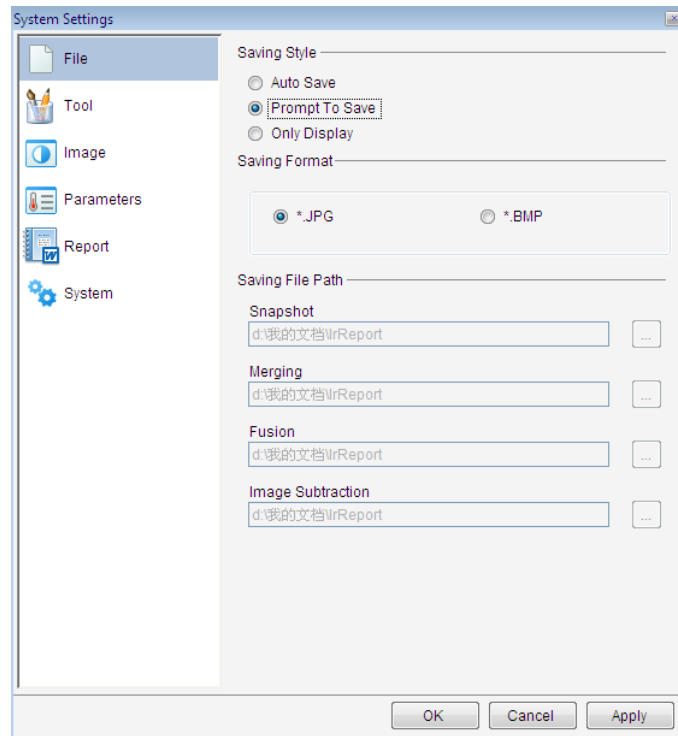 System Settings
File
Tool
Image
Parameters
Report
System
Saving Style
Auto Save
Prompt To Save
Only Display
Saving Format
*.JPG
*.BMP
Saving File Path
Snapshot
d:\我的文档\IrReport
...
Merging
d:\我的文档\IrReport
...
Fusion
d:\我的文档\IrReport
...
Image Subtraction
d:\我的文档\IrReport
...
OK
Cancel
Apply